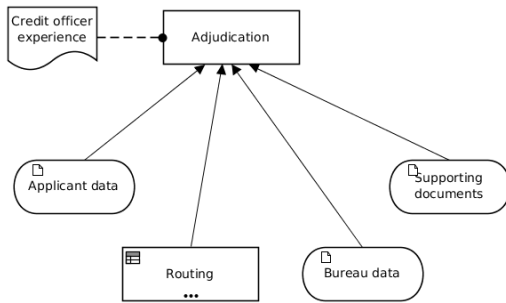 Credit officer
experience
Adjudication
Applicant data
Supporting
documents
Routing
Bureau data